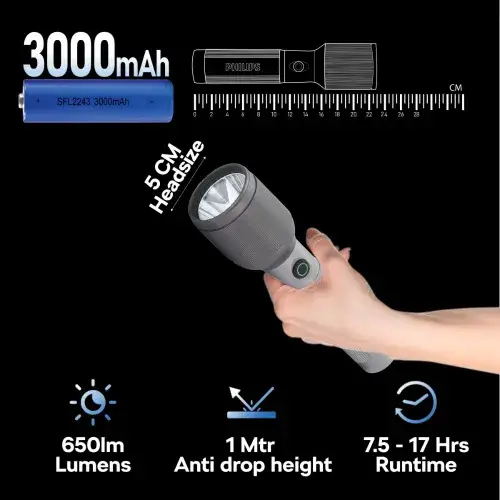 3000mAh
SFL2243 3000mAh
PHILIPS
CM
0 2 4 6 8 10 12 14 16 18 20 22 24 26 28
5 CM
Headsize
650lm
Lumens
1 Mtr
Anti drop height
7.5 - 17 Hrs
Runtime